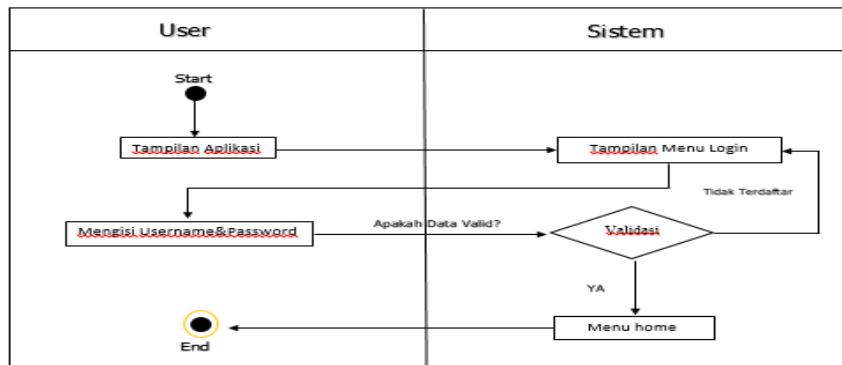 User
Sistem
Start
Tampilan Aplikasi
Tampilan Menu Login
Tidak Terdaftar
Mengisi Username&Password
Apakah Data Valid?
Validasi
YA
Menu home
End